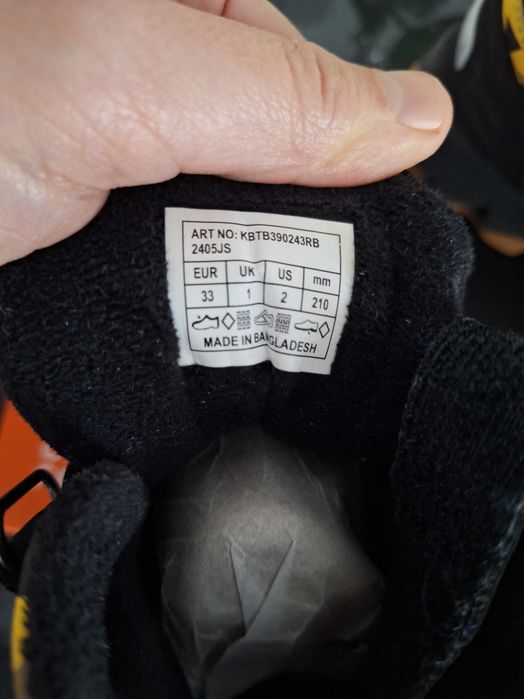 ART NO: KBTB390243RB
2405JS
EUR UK US mm
33 1 2 210
MADE IN BANGLADESH